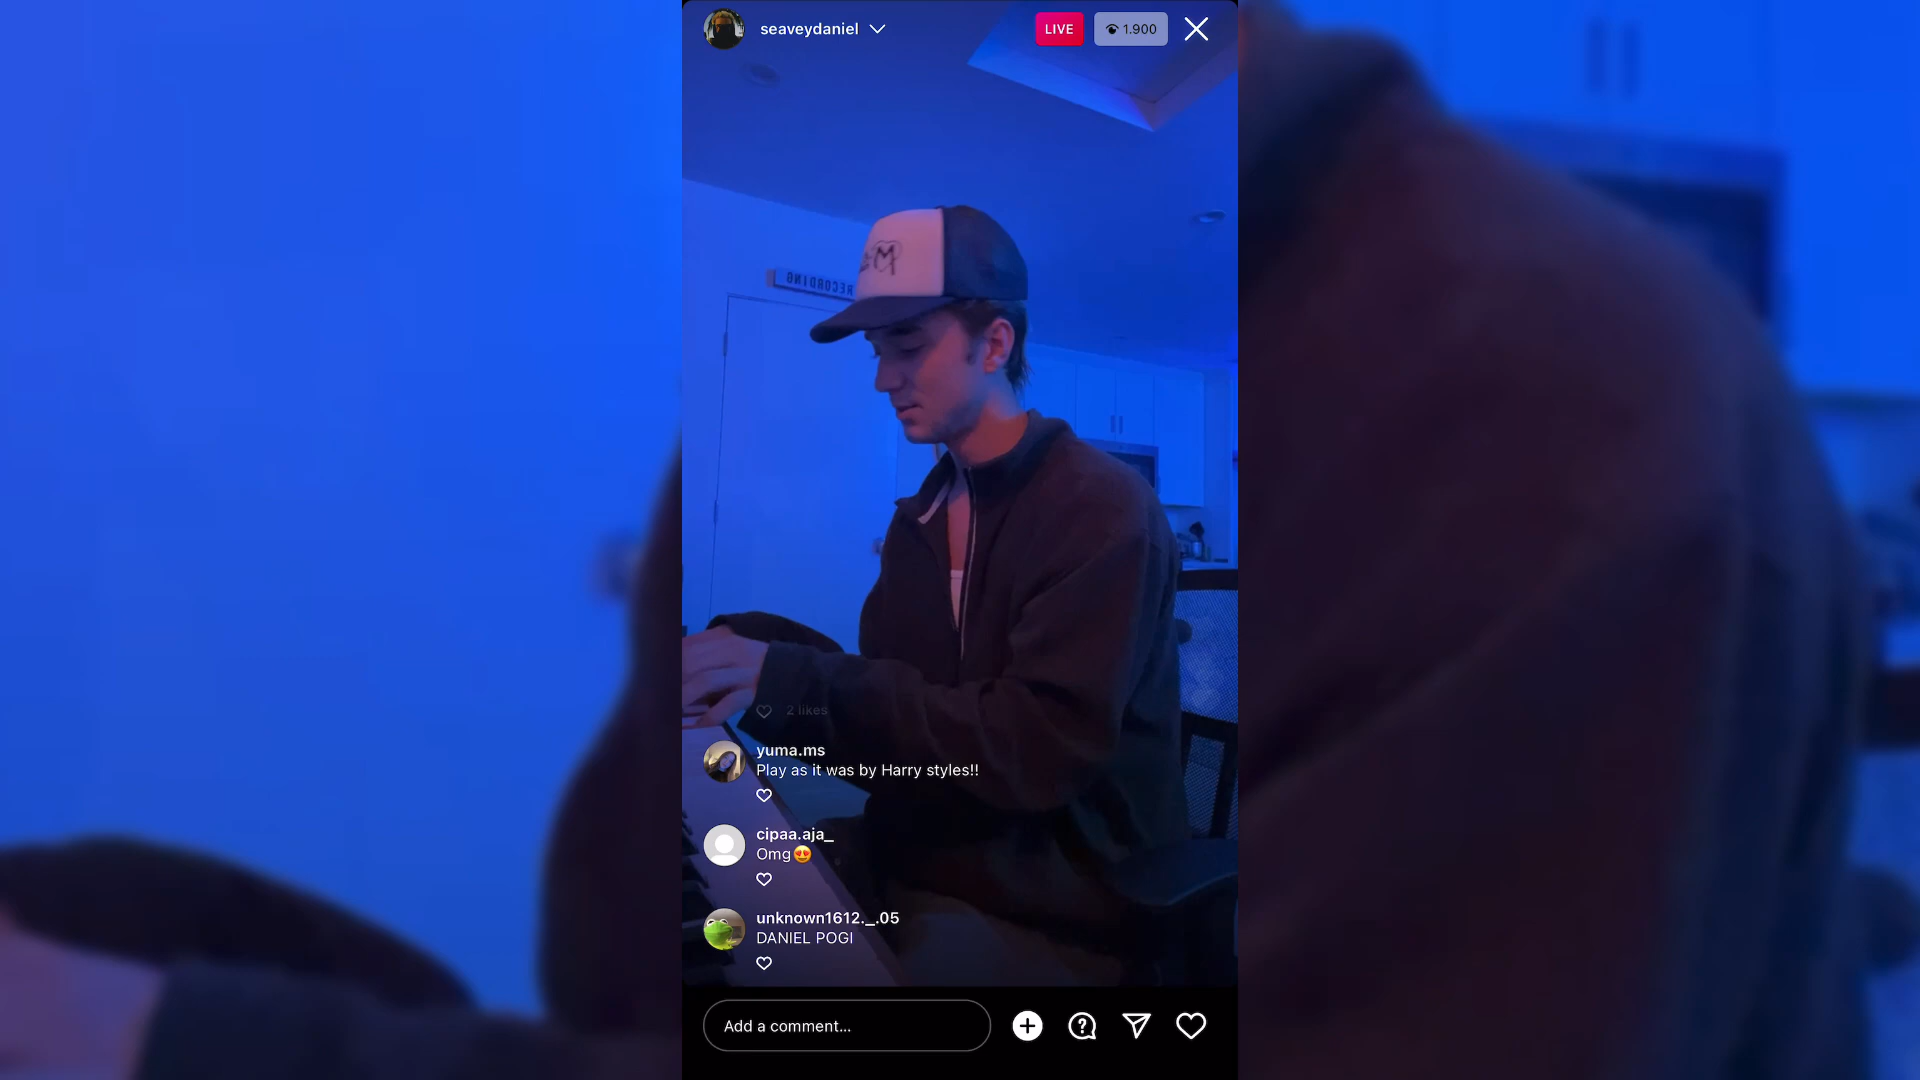 seaveydaniel
LIVE
1.900
RECORDING
2 likes
yuma.ms
Play as it was by Harry styles!!
cipaa.aja_
Omg😍
unknown1612._.05
DANIEL POGI
Add a comment...